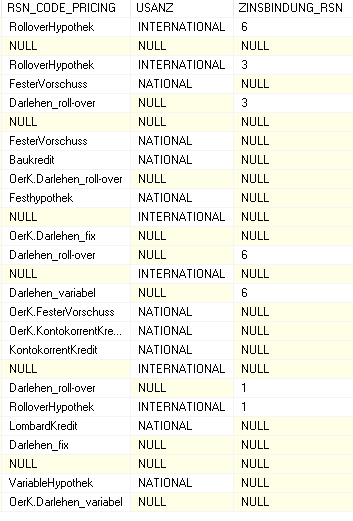 RSN_CODE_PRICING USANZ ZINSBINDUNG_RSN
RolloverHypothek INTERNATIONAL 6
NULL NULL NULL
RolloverHypothek INTERNATIONAL 3
FesterVorschuss NATIONAL NULL
Darlehen_roll-over NULL 3
NULL NULL NULL
FesterVorschuss NATIONAL NULL
Baukredit NATIONAL NULL
OerK.Darlehen_roll-over NULL NULL
Festhypothek NATIONAL NULL
NULL INTERNATIONAL NULL
OerK.Darlehen_fix NULL NULL
Darlehen_roll-over NULL 6
NULL INTERNATIONAL NULL
Darlehen_variabel NULL 6
OerK.FesterVorschuss NATIONAL NULL
OerK.KontokorrentKre... NATIONAL NULL
KontokorrentKredit NATIONAL NULL
NULL INTERNATIONAL NULL
Darlehen_roll-over NULL 1
RolloverHypothek INTERNATIONAL 1
LombardKredit NATIONAL NULL
Darlehen_fix NULL NULL
NULL NULL NULL
VariableHypothek NATIONAL NULL
OerK.Darlehen_variabel NULL NULL